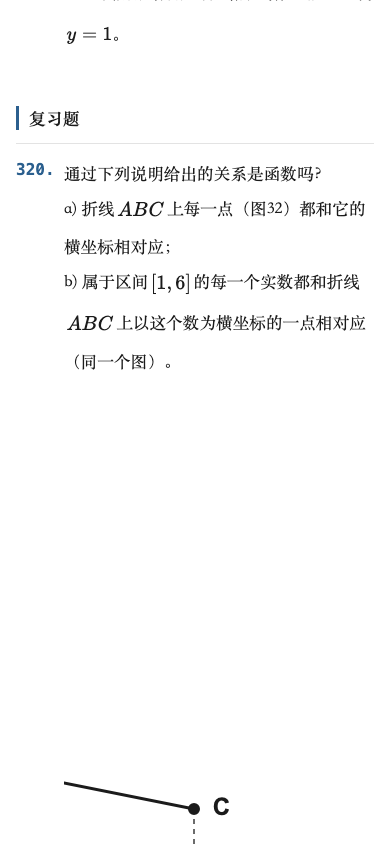 y = 1。
复习题
320. 通过下列说明给出的关系是函数吗?
a) 折线 ABC 上每一点（图32）都和它的
横坐标相对应；
b) 属于区间 [1, 6] 的每一个实数都和折线
ABC 上以这个数为横坐标的一点相对应
（同一个图）。
C